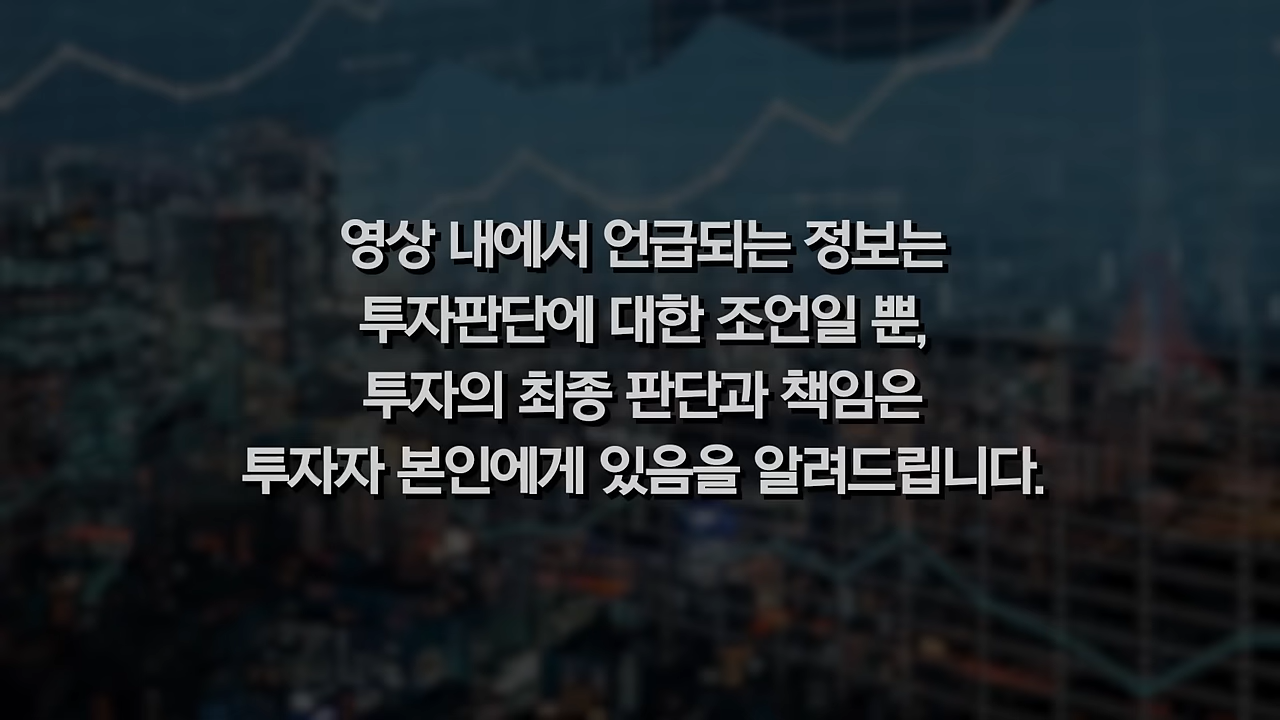 영상 내에서 언급되는 정보는
투자판단에 대한 조언일 뿐,
투자의 최종 판단과 책임은
투자자 본인에게 있음을 알려드립니다.